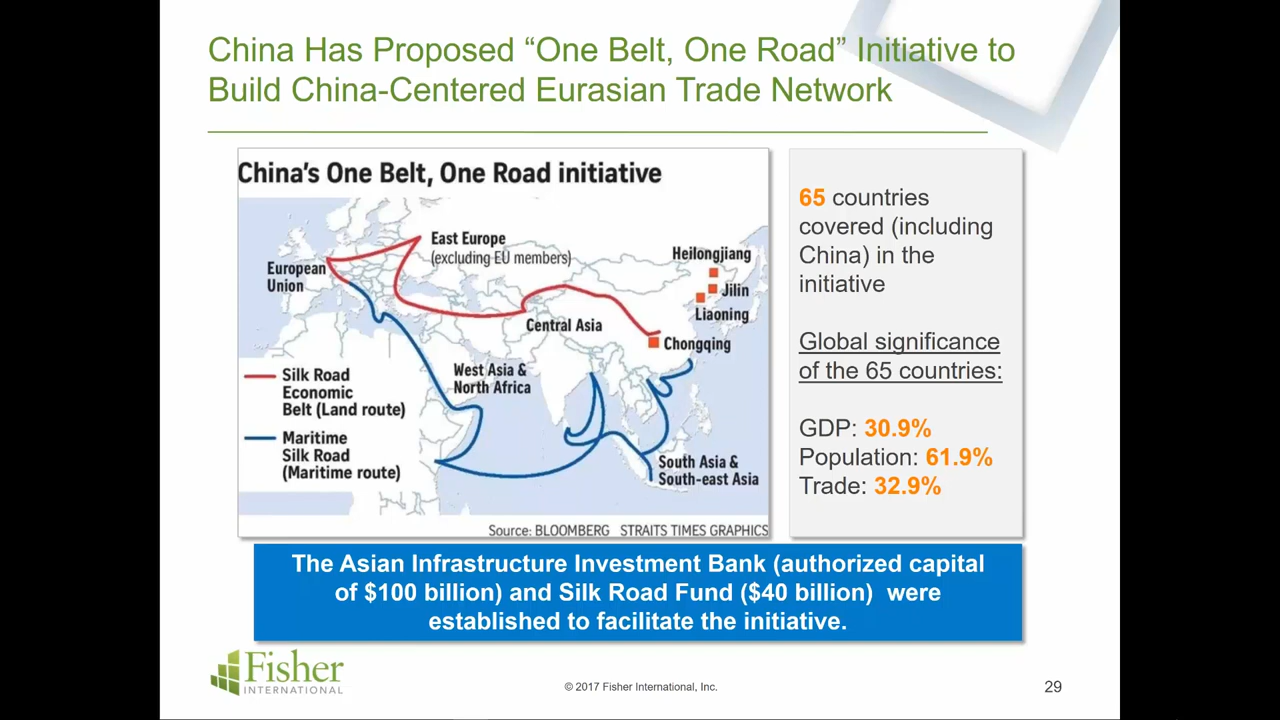 China Has Proposed “One Belt, One Road” Initiative to
Build China-Centered Eurasian Trade Network
China's One Belt, One Road initiative
East Europe
(excluding EU members)
European
Union
Heilongjiang
Jilin
Liaoning
Central Asia
Chongqing
West Asia &
North Africa
Silk Road
Economic
Belt (Land route)
Maritime
Silk Road
(Maritime route)
South Asia &
South-east Asia
Source: BLOOMBERG STRAITS TIMES GRAPHICS
65 countries
covered (including
China) in the
initiative
Global significance
of the 65 countries:
GDP: 30.9%
Population: 61.9%
Trade: 32.9%
The Asian Infrastructure Investment Bank (authorized capital
of $100 billion) and Silk Road Fund ($40 billion) were
established to facilitate the initiative.
Fisher
INTERNATIONAL
© 2017 Fisher International, Inc.
29